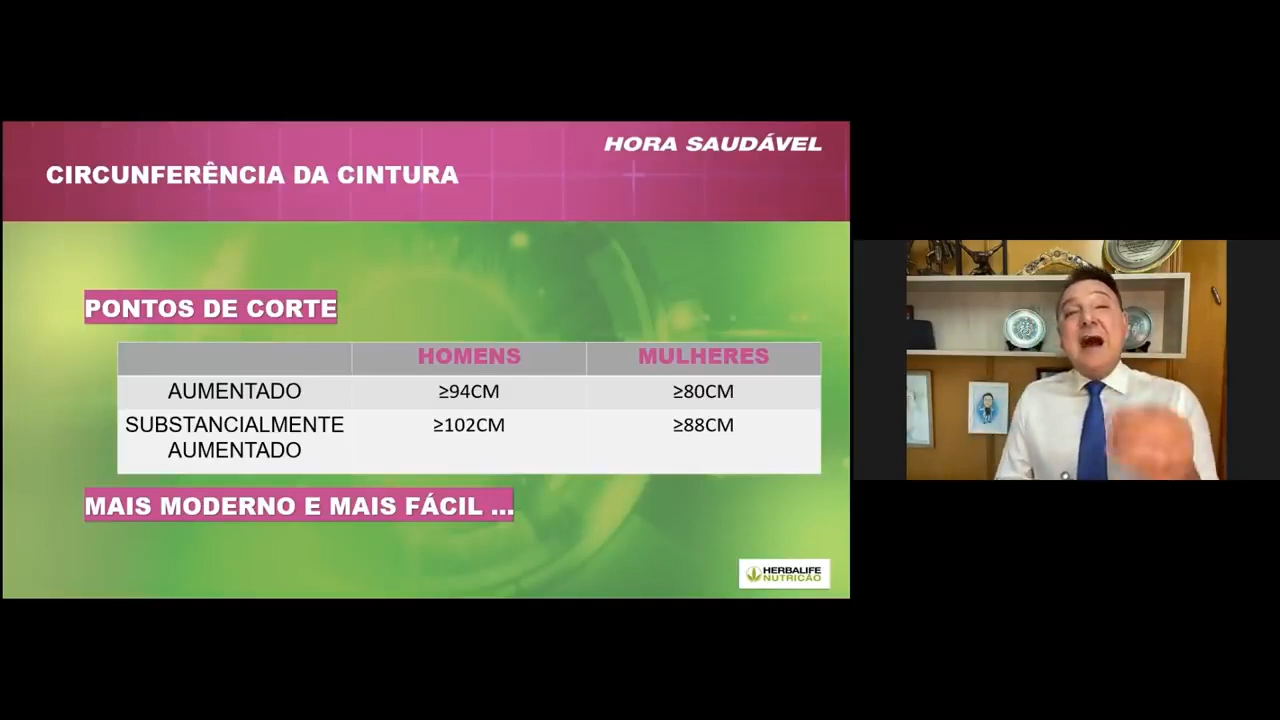 HORA SAUDÁVEL
CIRCUNFERÊNCIA DA CINTURA
PONTOS DE CORTE
HOMENS MULHERES
AUMENTADO ≥94CM ≥80CM
SUBSTANCIALMENTE ≥102CM ≥88CM
AUMENTADO
MAIS MODERNO E MAIS FÁCIL ...
HERBALIFE
NUTRIÇÃO